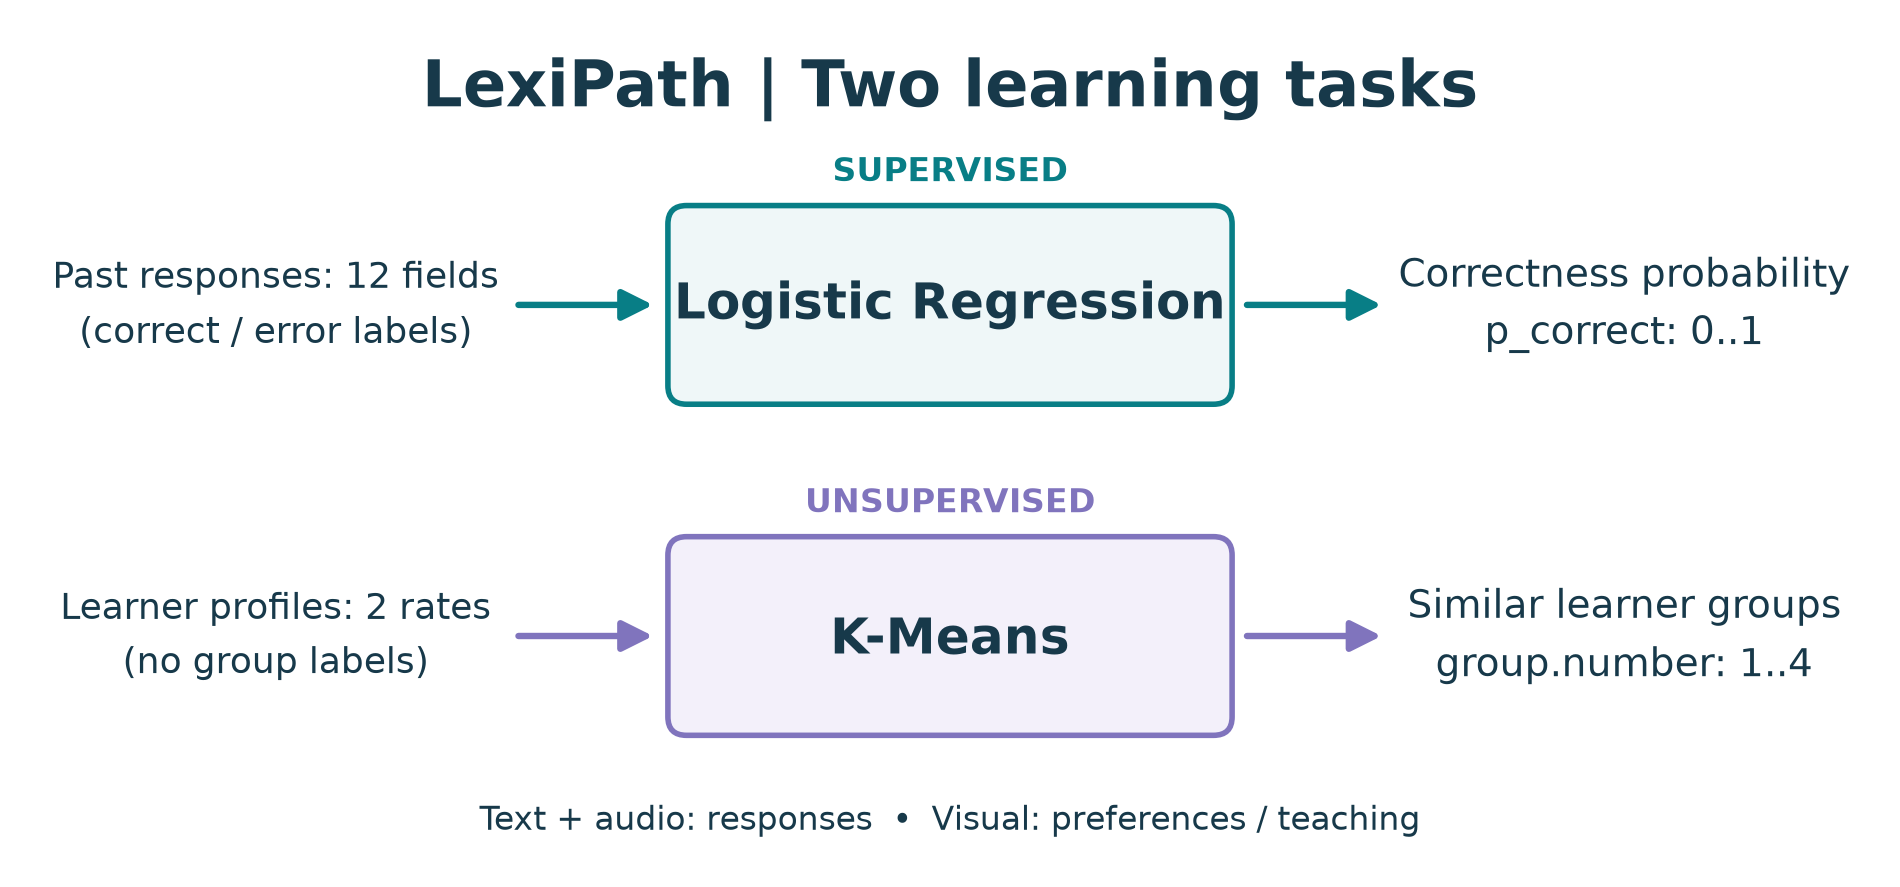 LexiPath | Two learning tasks
SUPERVISED
Past responses: 12 fields
(correct / error labels)
Logistic Regression
Correctness probability
p_correct: 0..1
UNSUPERVISED
Learner profiles: 2 rates
(no group labels)
K-Means
Similar learner groups
group.number: 1..4
Text + audio: responses • Visual: preferences / teaching